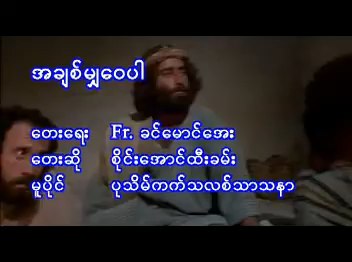 အချစ်မျှဝေပါ
တေးရေး Fr. ခင်မောင်အေး
တေးဆို စိုင်းအောင်ထီးခမ်း
မူပိုင် ပုသိမ်ကက်သလစ်သာသနာ